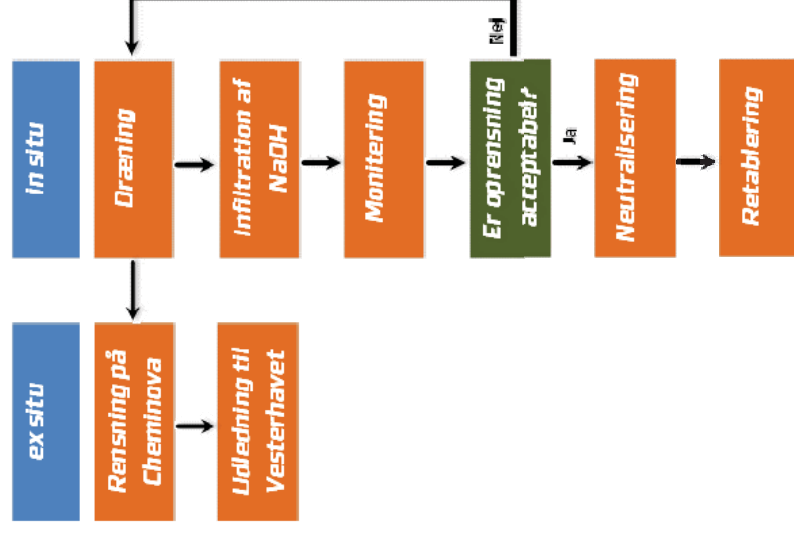 in situ
ex situ
Dræning
Rensning på
Cheminova
Infiltration af
NaOH
Udledning til
Vesterhavet
Monitering
Er oprensning
acceptabel?
Nej
Ja
Neutralisering
Retablering